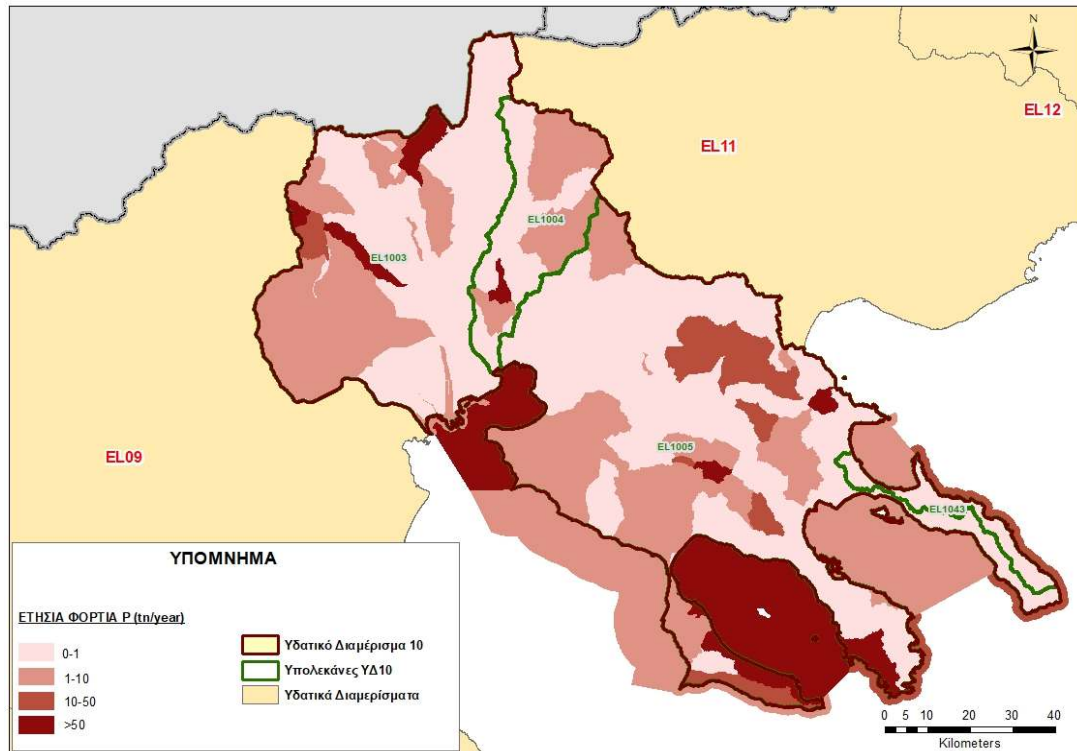 N
EL12
EL11
EL1004
EL1003
EL1005
EL09
EL1043
ΥΠΟΜΝΗΜΑ
ΕΤΗΣΙΑ ΦΟΡΤΙΑ P (tn/year)
0-1
1-10
10-50
>50
Υδατικό Διαμέρισμα 10
Υπολεκάνες ΥΔ10
Υδατικά Διαμερίσματα
0 5 10 20 30 40
Kilometers